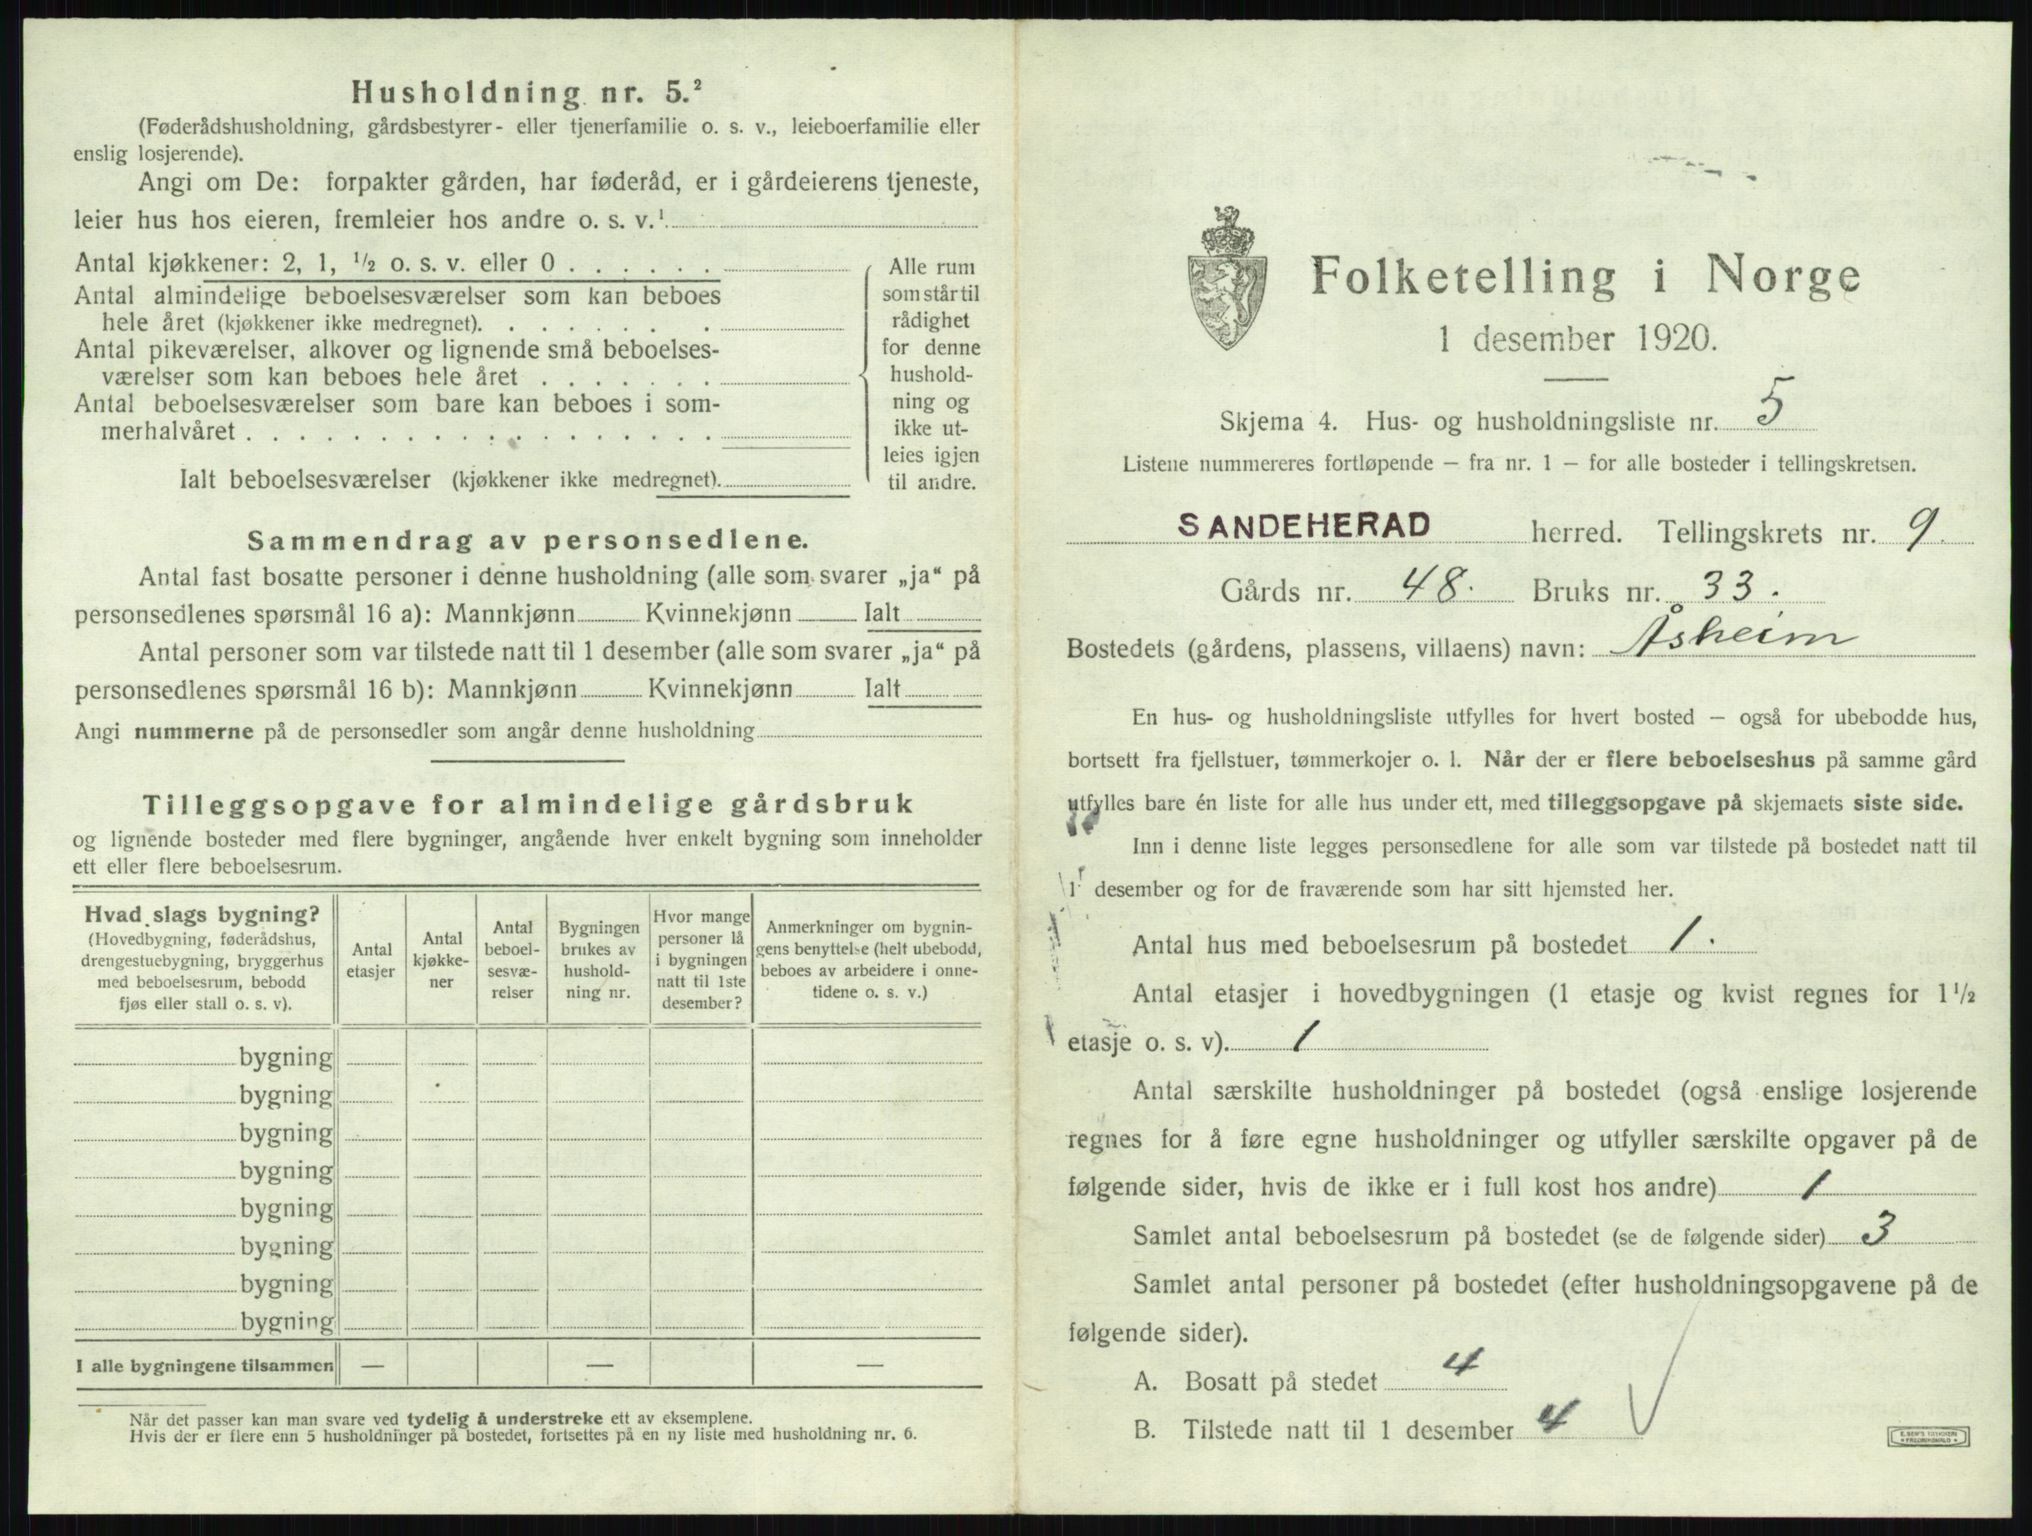 Husholdning nr. 5.²
(Føderådshusholdning, gårdsbestyrer- eller tjenerfamilie o. s. v., leieboerfamilie eller
enslig losjerende).
Angi om De: forpakter gården, har føderåd, er i gårdeierens tjeneste,
leier hus hos eieren, fremleier hos andre o. s. v.¹
Antal kjøkkener: 2, 1, ½ o. s. v. eller 0 . . . . . .
Antal almindelige beboelsesværelser som kan beboes
hele året (kjøkkener ikke medregnet). . . . . . . .
Antal pikeværelser, alkover og lignende små beboelses-
værelser som kan beboes hele året . . . . . . .
Antal beboelsesværelser som bare kan beboes i som-
merhalvåret . . . . . . . . . . . . . . . . . .
Ialt beboelsesværelser (kjøkkener ikke medregnet).
Alle rum
som står til
rådighet
for denne
hushold-
ning og
ikke ut-
leies igjen
til andre.
Sammendrag av personsedlene.
Antal fast bosatte personer i denne husholdning (alle som svarer „ja“ på
personsedlenes spørsmål 16 a): Mannkjønn Kvinnekjønn Ialt
Antal personer som var tilstede natt til 1 desember (alle som svarer „ja“ på
personsedlenes spørsmål 16 b): Mannkjønn Kvinnekjønn Ialt
Angi nummerne på de personsedler som angår denne husholdning
Tilleggsopgave for almindelige gårdsbruk
og lignende bosteder med flere bygninger, angående hver enkelt bygning som inneholder
ett eller flere beboelsesrum.
Hvad slags bygning?
(Hovedbygning, føderådshus,
drengestuebygning, bryggerhus
med beboelsesrum, bebodd
fjøs eller stall o. s. v).
Antal
etasjer
Antal
kjøkke-
ner
Antal
beboel-
sesvæ-
relser
Bygningen
brukes av
hushold-
ning nr.
Hvor mange
personer lå
i bygningen
natt til 1ste
desember?
Anmerkninger om bygnin-
gens benyttelse (helt ubebodd,
beboes av arbeidere i onne-
tidene o. s. v.)
bygning
bygning
bygning
bygning
bygning
bygning
bygning
bygning
I alle bygningene tilsammen — — —
Når det passer kan man svare ved tydelig å understreke ett av eksemplene.
Hvis der er flere enn 5 husholdninger på bostedet, fortsettes på en ny liste med husholdning nr. 6.
Folketelling i Norge
1 desember 1920.
Skjema 4. Hus- og husholdningsliste nr. 5
Listene nummereres fortløpende – fra nr. 1 – for alle bosteder i tellingskretsen.
SANDEHERAD herred. Tellingskrets nr. 9.
Gårds nr. 48. Bruks nr. 33.
Bostedets (gårdens, plassens, villaens) navn: Åsheim
En hus- og husholdningsliste utfylles for hvert bosted – også for ubebodde hus,
bortsett fra fjellstuer, tømmerkojer o. l. Når der er flere beboelseshus på samme gård
utfylles bare én liste for alle hus under ett, med tilleggsopgave på skjemaets siste side.
Inn i denne liste legges personsedlene for alle som var tilstede på bostedet natt til
1 desember og for de fraværende som har sitt hjemsted her.
Antal hus med beboelsesrum på bostedet 1.
Antal etasjer i hovedbygningen (1 etasje og kvist regnes for 1½
etasje o. s. v). 1
Antal særskilte husholdninger på bostedet (også enslige losjerende
regnes for å føre egne husholdninger og utfyller særskilte opgaver på de
følgende sider, hvis de ikke er i full kost hos andre) 1
Samlet antal beboelsesrum på bostedet (se de følgende sider) 3
Samlet antal personer på bostedet (efter husholdningsopgavene på de
følgende sider).
A. Bosatt på stedet 4
B. Tilstede natt til 1 desember 4